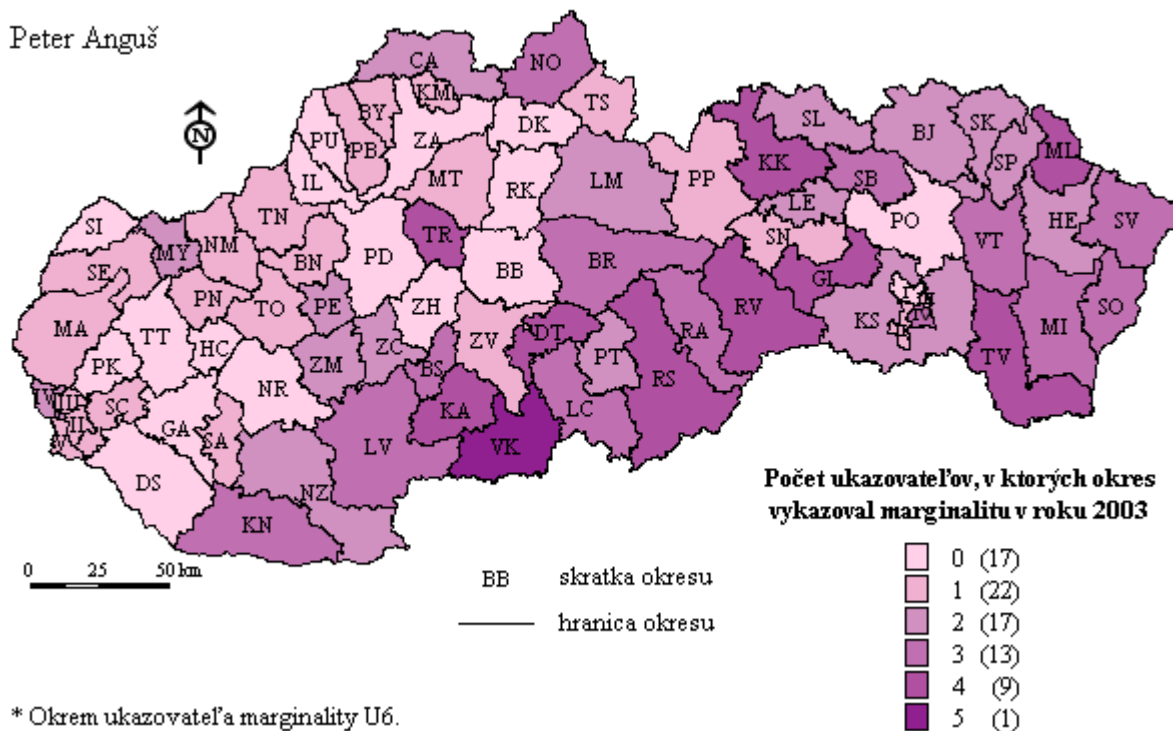 Peter Anguš
N
CA
NO
KM
TS
BY
PU
ZA
DK
PB
IL
MT
RK
LM
PP
KK
SL
BJ
SK
SP
ML
SB
LE
PO
HE
SV
SI
TN
MY
NM
TR
SN
VT
SE
BN
PD
BB
BR
GL
PN
TO
PE
ZH
RV
SO
MA
TT
HC
ZV
DT
RA
KS
MI
PK
ZM
ZC
BS
PT
TV
NR
RS
IV
III
SC
KA
LC
II
GA
SA
LV
VK
V
DS
NZ
KN
0 25 50 km
BB skratka okresu
hranica okresu
Počet ukazovateľov, v ktorých okres
vykazoval marginalitu v roku 2003
0 (17)
1 (22)
2 (17)
3 (13)
4 (9)
5 (1)
* Okrem ukazovateľa marginality U6.